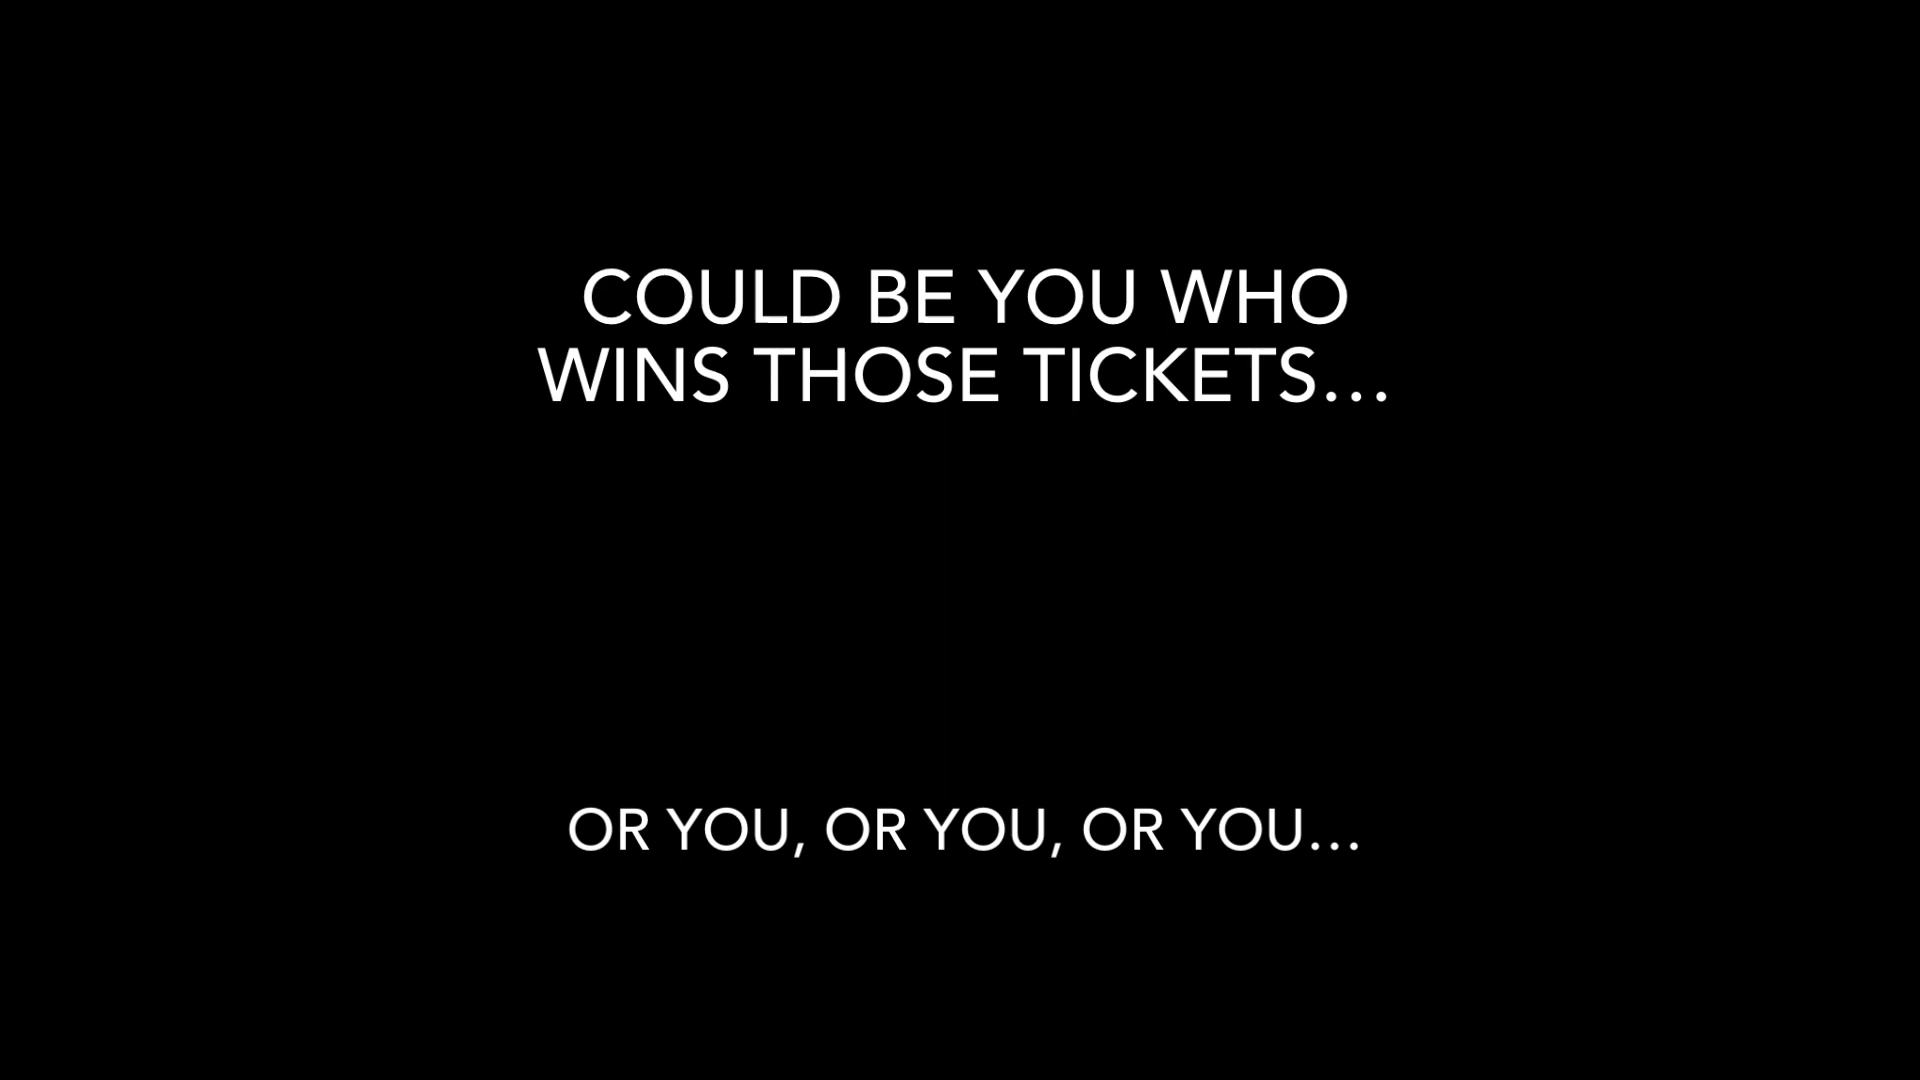 COULD BE YOU WHO
WINS THOSE TICKETS…
OR YOU, OR YOU, OR YOU…